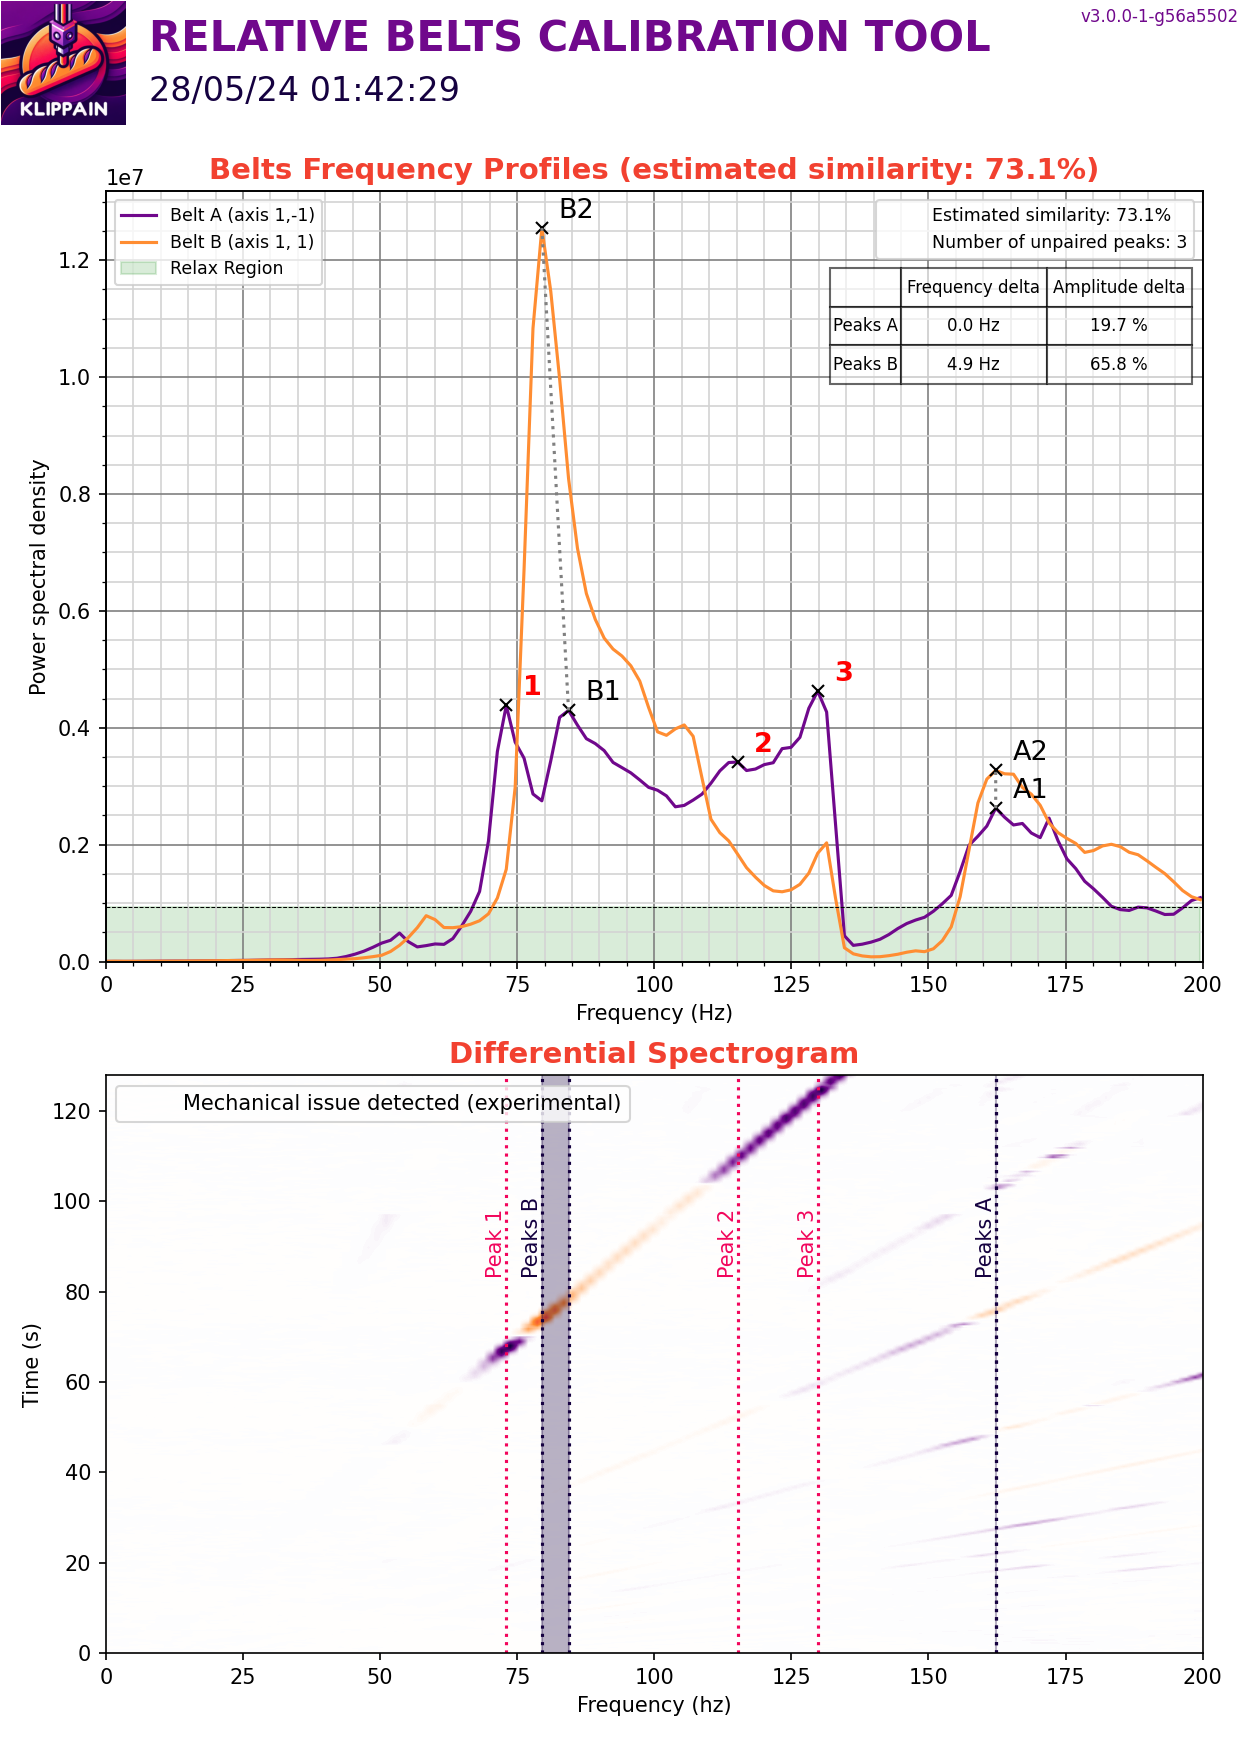 v3.0.0-1-g56a5502
RELATIVE BELTS CALIBRATION TOOL
28/05/24 01:42:29
KLIPPAIN
Belts Frequency Profiles (estimated similarity: 73.1%)
1e7
Belt A (axis 1,-1)
Belt B (axis 1, 1)
Relax Region
Estimated similarity: 73.1%
Number of unpaired peaks: 3
Frequency delta Amplitude delta
Peaks A 0.0 Hz 19.7 %
Peaks B 4.9 Hz 65.8 %
B2
B1
1
2
3
A2
A1
1.2
1.0
0.8
0.6
0.4
0.2
0.0
Power spectral density
0 25 50 75 100 125 150 175 200
Frequency (Hz)
Differential Spectrogram
Mechanical issue detected (experimental)
Peak 1
Peaks B
Peak 2
Peak 3
Peaks A
120
100
80
60
40
20
0
Time (s)
0 25 50 75 100 125 150 175 200
Frequency (hz)